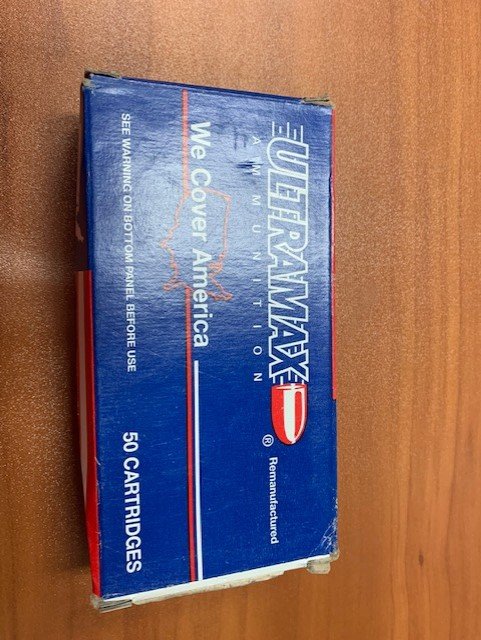 ULTRAMAX®
AMMUNITION
Remanufactured
We Cover America
SEE WARNING ON BOTTOM PANEL BEFORE USE
50 CARTRIDGES